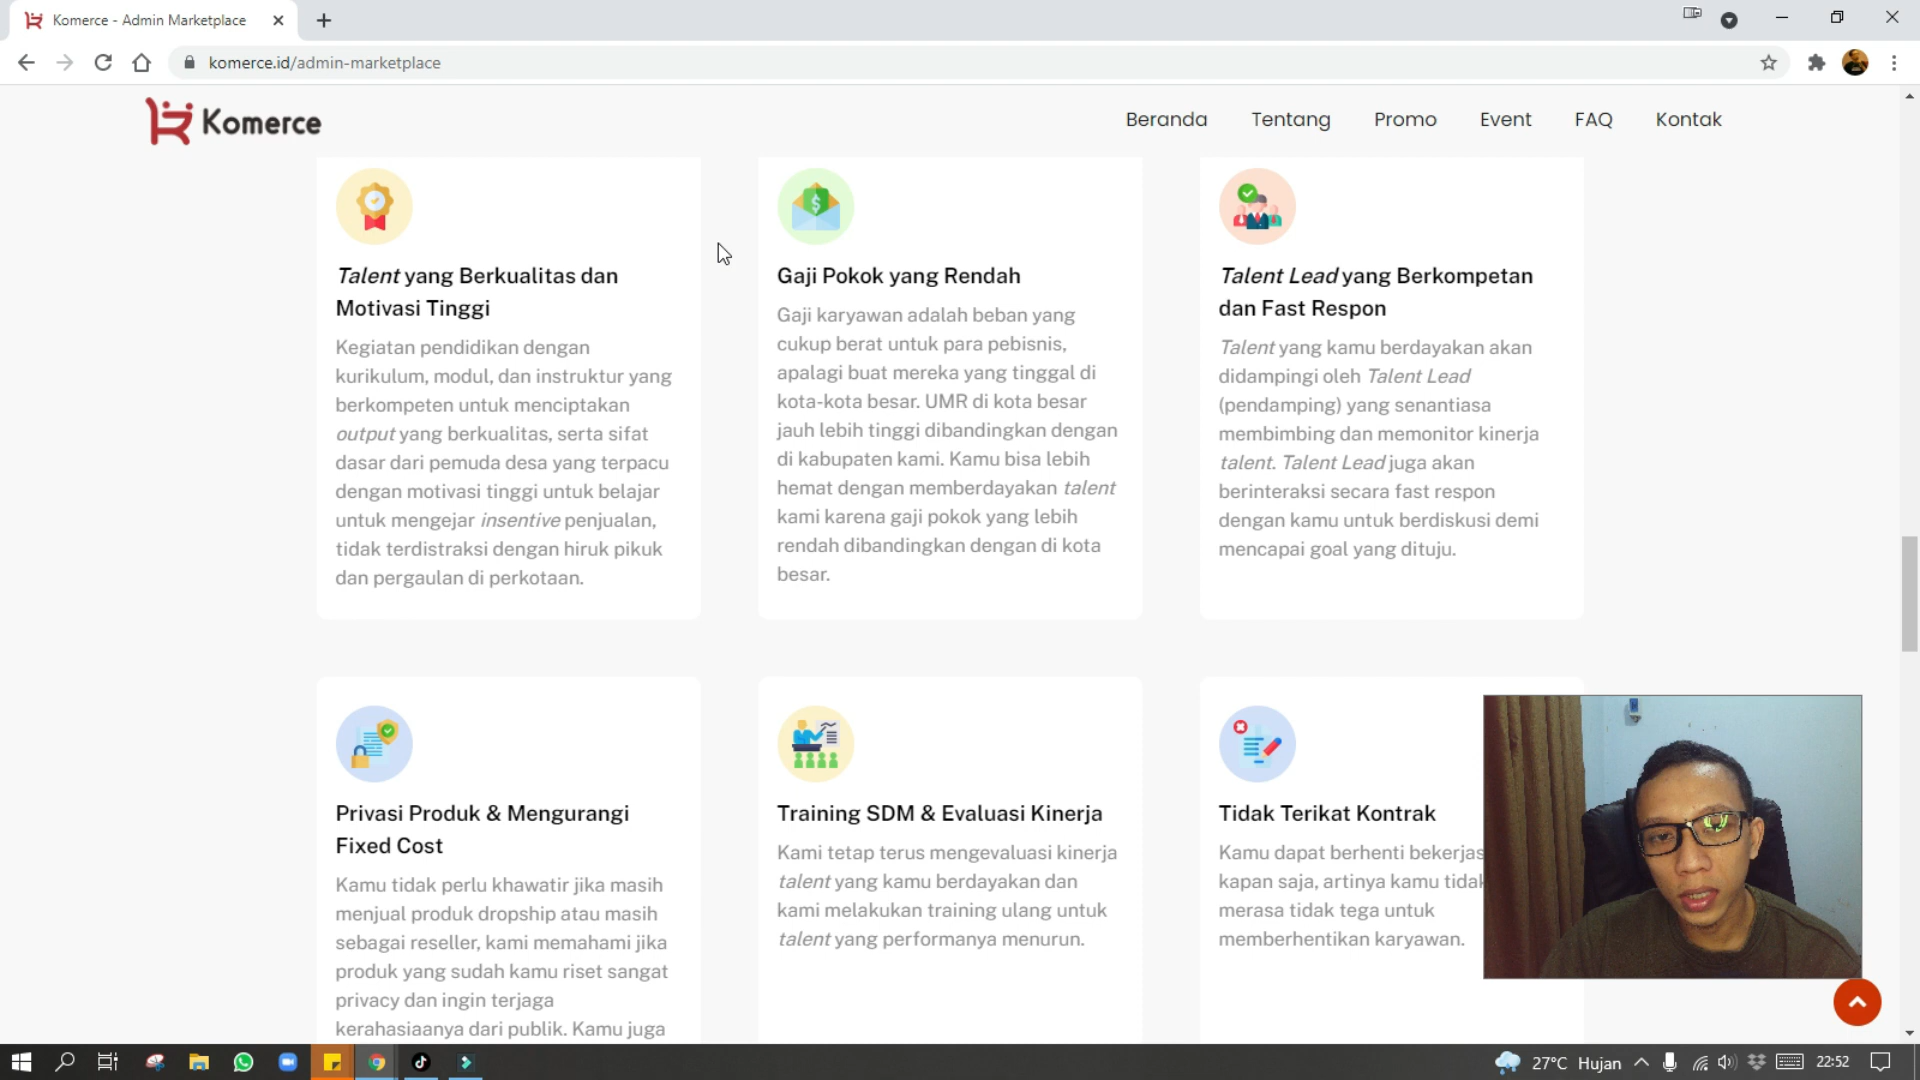 Komerce - Admin Marketplace
komerce.id/admin-marketplace
Komerce
Beranda
Tentang
Promo
Event
FAQ
Kontak
Talent yang Berkualitas dan
Motivasi Tinggi
Kegiatan pendidikan dengan
kurikulum, modul, dan instruktur yang
berkompeten untuk menciptakan
output yang berkualitas, serta sifat
dasar dari pemuda desa yang terpacu
dengan motivasi tinggi untuk belajar
untuk mengejar insentive penjualan,
tidak terdistraksi dengan hiruk pikuk
dan pergaulan di perkotaan.
Gaji Pokok yang Rendah
Gaji karyawan adalah beban yang
cukup berat untuk para pebisnis,
apalagi buat mereka yang tinggal di
kota-kota besar. UMR di kota besar
jauh lebih tinggi dibandingkan dengan
di kabupaten kami. Kamu bisa lebih
hemat dengan memberdayakan talent
kami karena gaji pokok yang lebih
rendah dibandingkan dengan di kota
besar.
Talent Lead yang Berkompetan
dan Fast Respon
Talent yang kamu berdayakan akan
didampingi oleh Talent Lead
(pendamping) yang senantiasa
membimbing dan memonitor kinerja
talent. Talent Lead juga akan
berinteraksi secara fast respon
dengan kamu untuk berdiskusi demi
mencapai goal yang dituju.
Privasi Produk & Mengurangi
Fixed Cost
Kamu tidak perlu khawatir jika masih
menjual produk dropship atau masih
sebagai reseller, kami memahami jika
produk yang sudah kamu riset sangat
privacy dan ingin terjaga
kerahasiaanya dari publik. Kamu juga
Training SDM & Evaluasi Kinerja
Kami tetap terus mengevaluasi kinerja
talent yang kamu berdayakan dan
kami melakukan training ulang untuk
talent yang performanya menurun.
Tidak Terikat Kontrak
Kamu dapat berhenti bekerjas
kapan saja, artinya kamu tidak
merasa tidak tega untuk
memberhentikan karyawan.
27°C Hujan
22:52